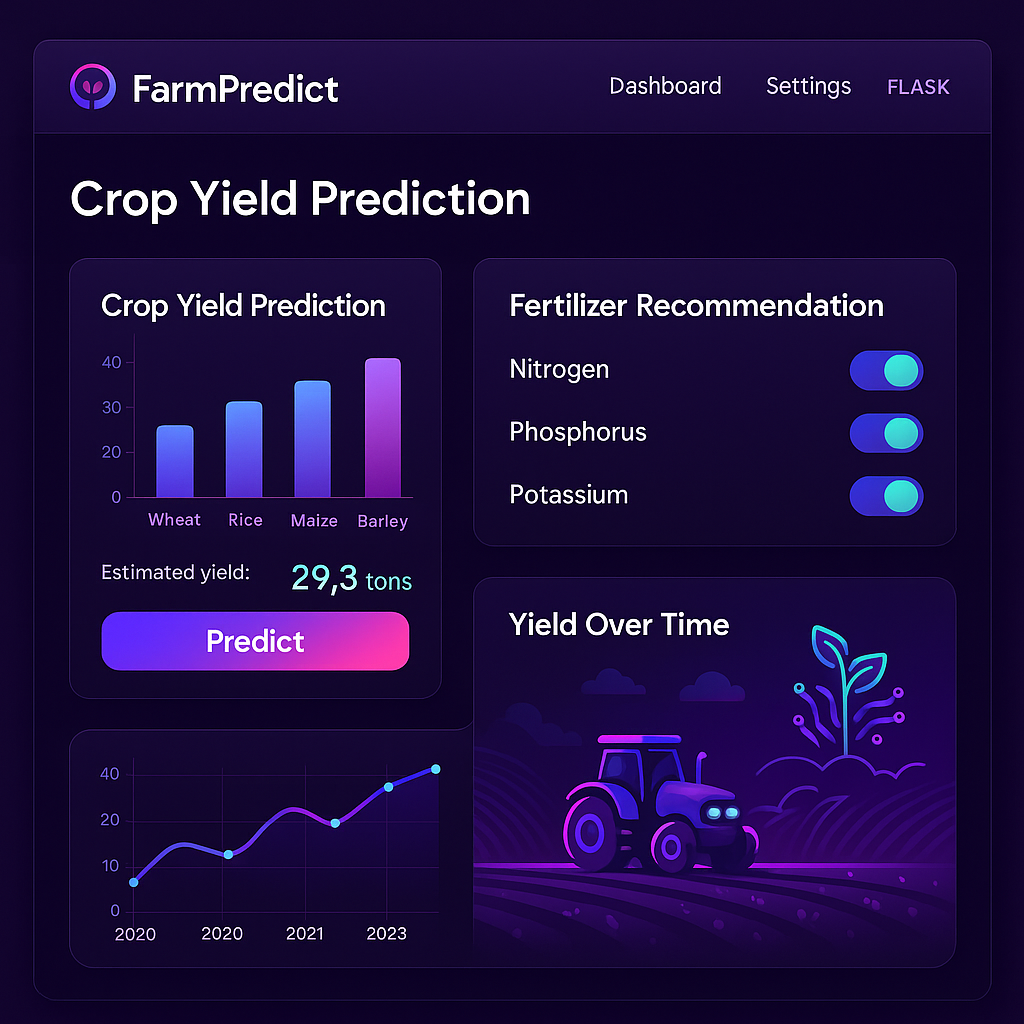 FarmPredict
Dashboard Settings FLASK
Crop Yield Prediction
Crop Yield Prediction
40
30
20
0
Wheat Rice Maize Barley
Estimated yield: 29,3 tons
Predict
Fertilizer Recommendation
Nitrogen
Phosphorus
Potassium
Yield Over Time
40
20
10
0
2020 2020 2021 2023